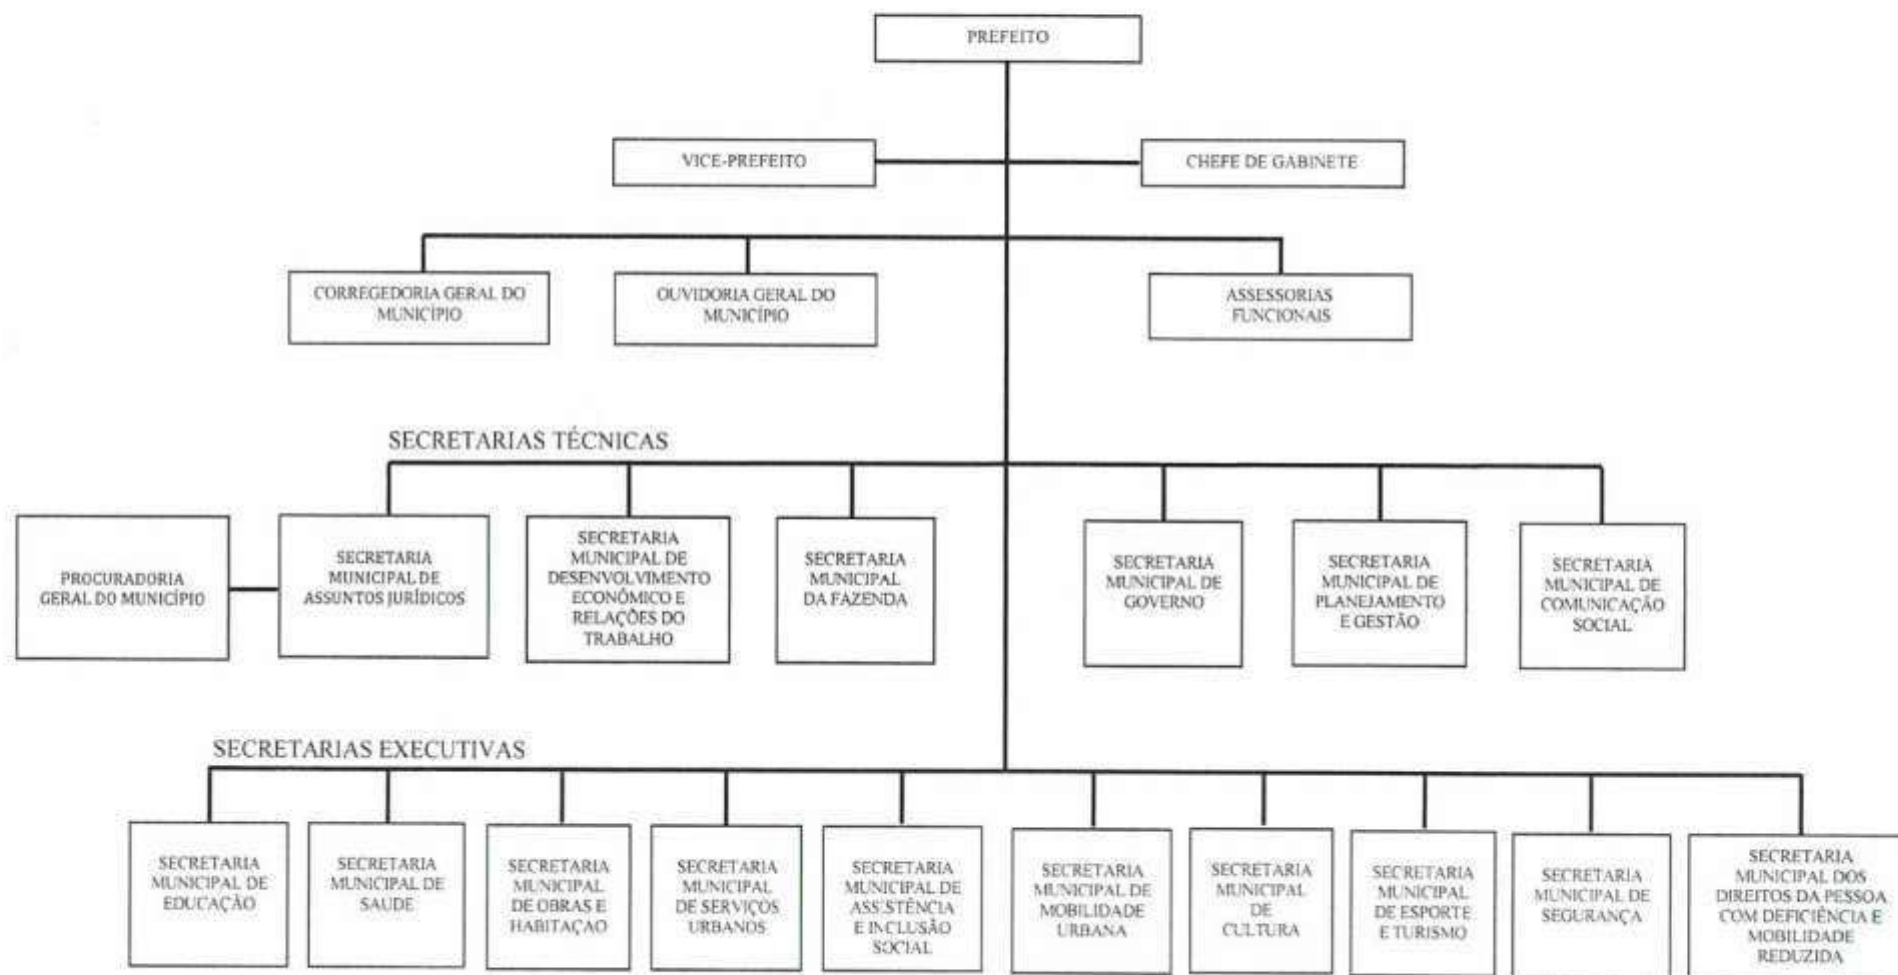 PREFEITO
VICE-PREFEITO
CHEFE DE GABINETE
CORREGEDORIA GERAL DO
MUNICÍPIO
OUVIDORIA GERAL DO
MUNICÍPIO
ASSESSORIAS
FUNCIONAIS
SECRETARIAS TÉCNICAS
PROCURADORIA
GERAL DO MUNICÍPIO
SECRETARIA
MUNICIPAL DE
ASSUNTOS JURÍDICOS
SECRETARIA
MUNICIPAL DE
DESENVOLVIMENTO
ECONÔMICO E
RELAÇÕES DO
TRABALHO
SECRETARIA
MUNICIPAL
DA FAZENDA
SECRETARIA
MUNICIPAL DE
GOVERNO
SECRETARIA
MUNICIPAL DE
PLANEJAMENTO
E GESTÃO
SECRETARIA
MUNICIPAL DE
COMUNICAÇÃO
SOCIAL
SECRETARIAS EXECUTIVAS
SECRETARIA
MUNICIPAL DE
EDUCAÇÃO
SECRETARIA
MUNICIPAL DE
SAUDE
SECRETARIA
MUNICIPAL
DE OBRAS E
HABITAÇAO
SECRETARIA
MUNICIPAL
DE SERVIÇOS
URBANOS
SECRETARIA
MUNICIPAL DE
ASSISTÊNCIA
E INCLUSÃO
SOCIAL
SECRETARIA
MUNICIPAL DE
MOBILIDADE
URBANA
SECRETARIA
MUNICIPAL
DE
CULTURA
SECRETARIA
MUNICIPAL
DE ESPORTE
E TURISMO
SECRETARIA
MUNICIPAL DE
SEGURANÇA
SECRETARIA
MUNICIPAL DOS
DIREITOS DA PESSOA
COM DEFICIÊNCIA E
MOBILIDADE
REDUZIDA